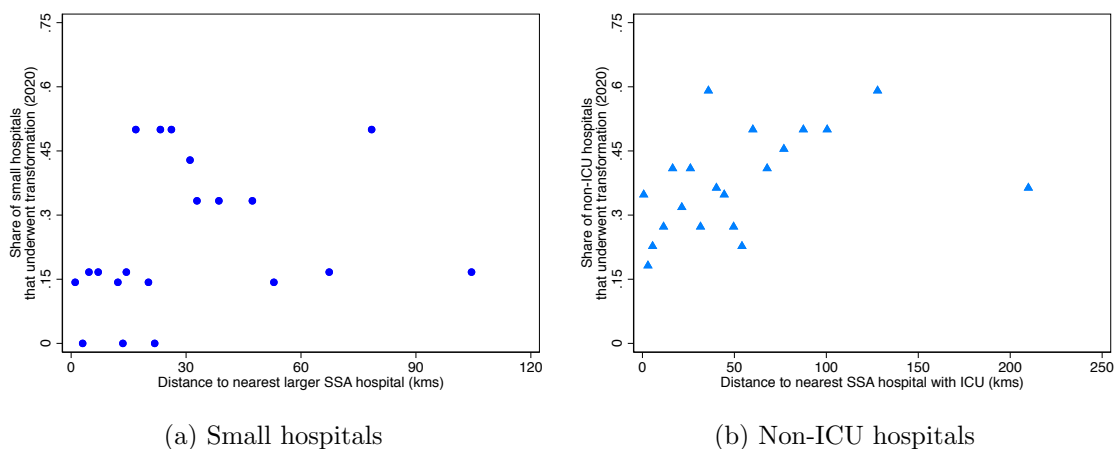 Share of small hospitals
that underwent transformation (2020)
.75
.6
.45
.3
.15
0
0
30
60
90
120
Distance to nearest larger SSA hospital (kms)
(a) Small hospitals
Share of non-ICU hospitals
that underwent transformation (2020)
.75
.6
.45
.3
.15
0
0
50
100
150
200
250
Distance to nearest SSA hospital with ICU (kms)
(b) Non-ICU hospitals